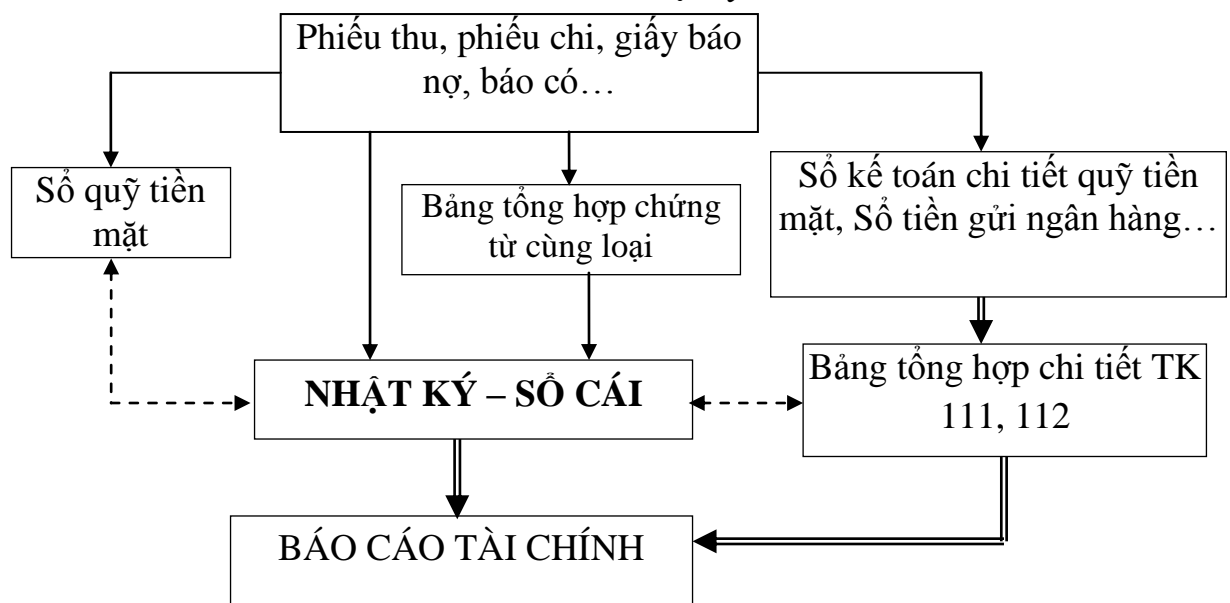 Phiếu thu, phiếu chi, giấy báo
nợ, báo có…
Sổ quỹ tiền
mặt
Bảng tổng hợp chứng
từ cùng loại
Sổ kế toán chi tiết quỹ tiền
mặt, Sổ tiền gửi ngân hàng…
NHẬT KÝ – SỔ CÁI
Bảng tổng hợp chi tiết TK
111, 112
BÁO CÁO TÀI CHÍNH